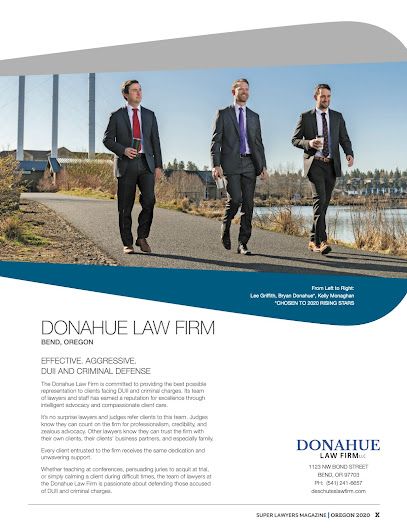 From Left to Right:
Lee Griffith, Bryan Donahue*, Kelly Monaghan
*CHOSEN TO 2020 RISING STARS
DONAHUE LAW FIRM
BEND, OREGON
EFFECTIVE. AGGRESSIVE.
DUII AND CRIMINAL DEFENSE
The Donahue Law Firm is committed to providing the best possible
representation to clients facing DUII and criminal charges. Its team
of lawyers and staff has earned a reputation for excellence through
intelligent advocacy and compassionate client care.
It's no surprise lawyers and judges refer clients to this team. Judges
know they can count on the firm for professionalism, credibility, and
zealous advocacy. Other lawyers know they can trust the firm with
their own clients, their clients' business partners, and especially, family.
Every client entrusted to the firm receives the same dedication and
unwavering support.
Whether teaching at conferences, persuading juries to acquit at trial,
or simply calming a client during difficult times, the team of lawyers at
the Donahue Law Firm is passionate about defending those accused
of DUII and criminal charges.
DONAHUE
LAW FIRM LLC
1123 NW BOND STREET
BEND, OR 97703
PH: (541) 241-6657
deschuteslawfirm.com
SUPER LAWYERS MAGAZINE | OREGON 2020 X